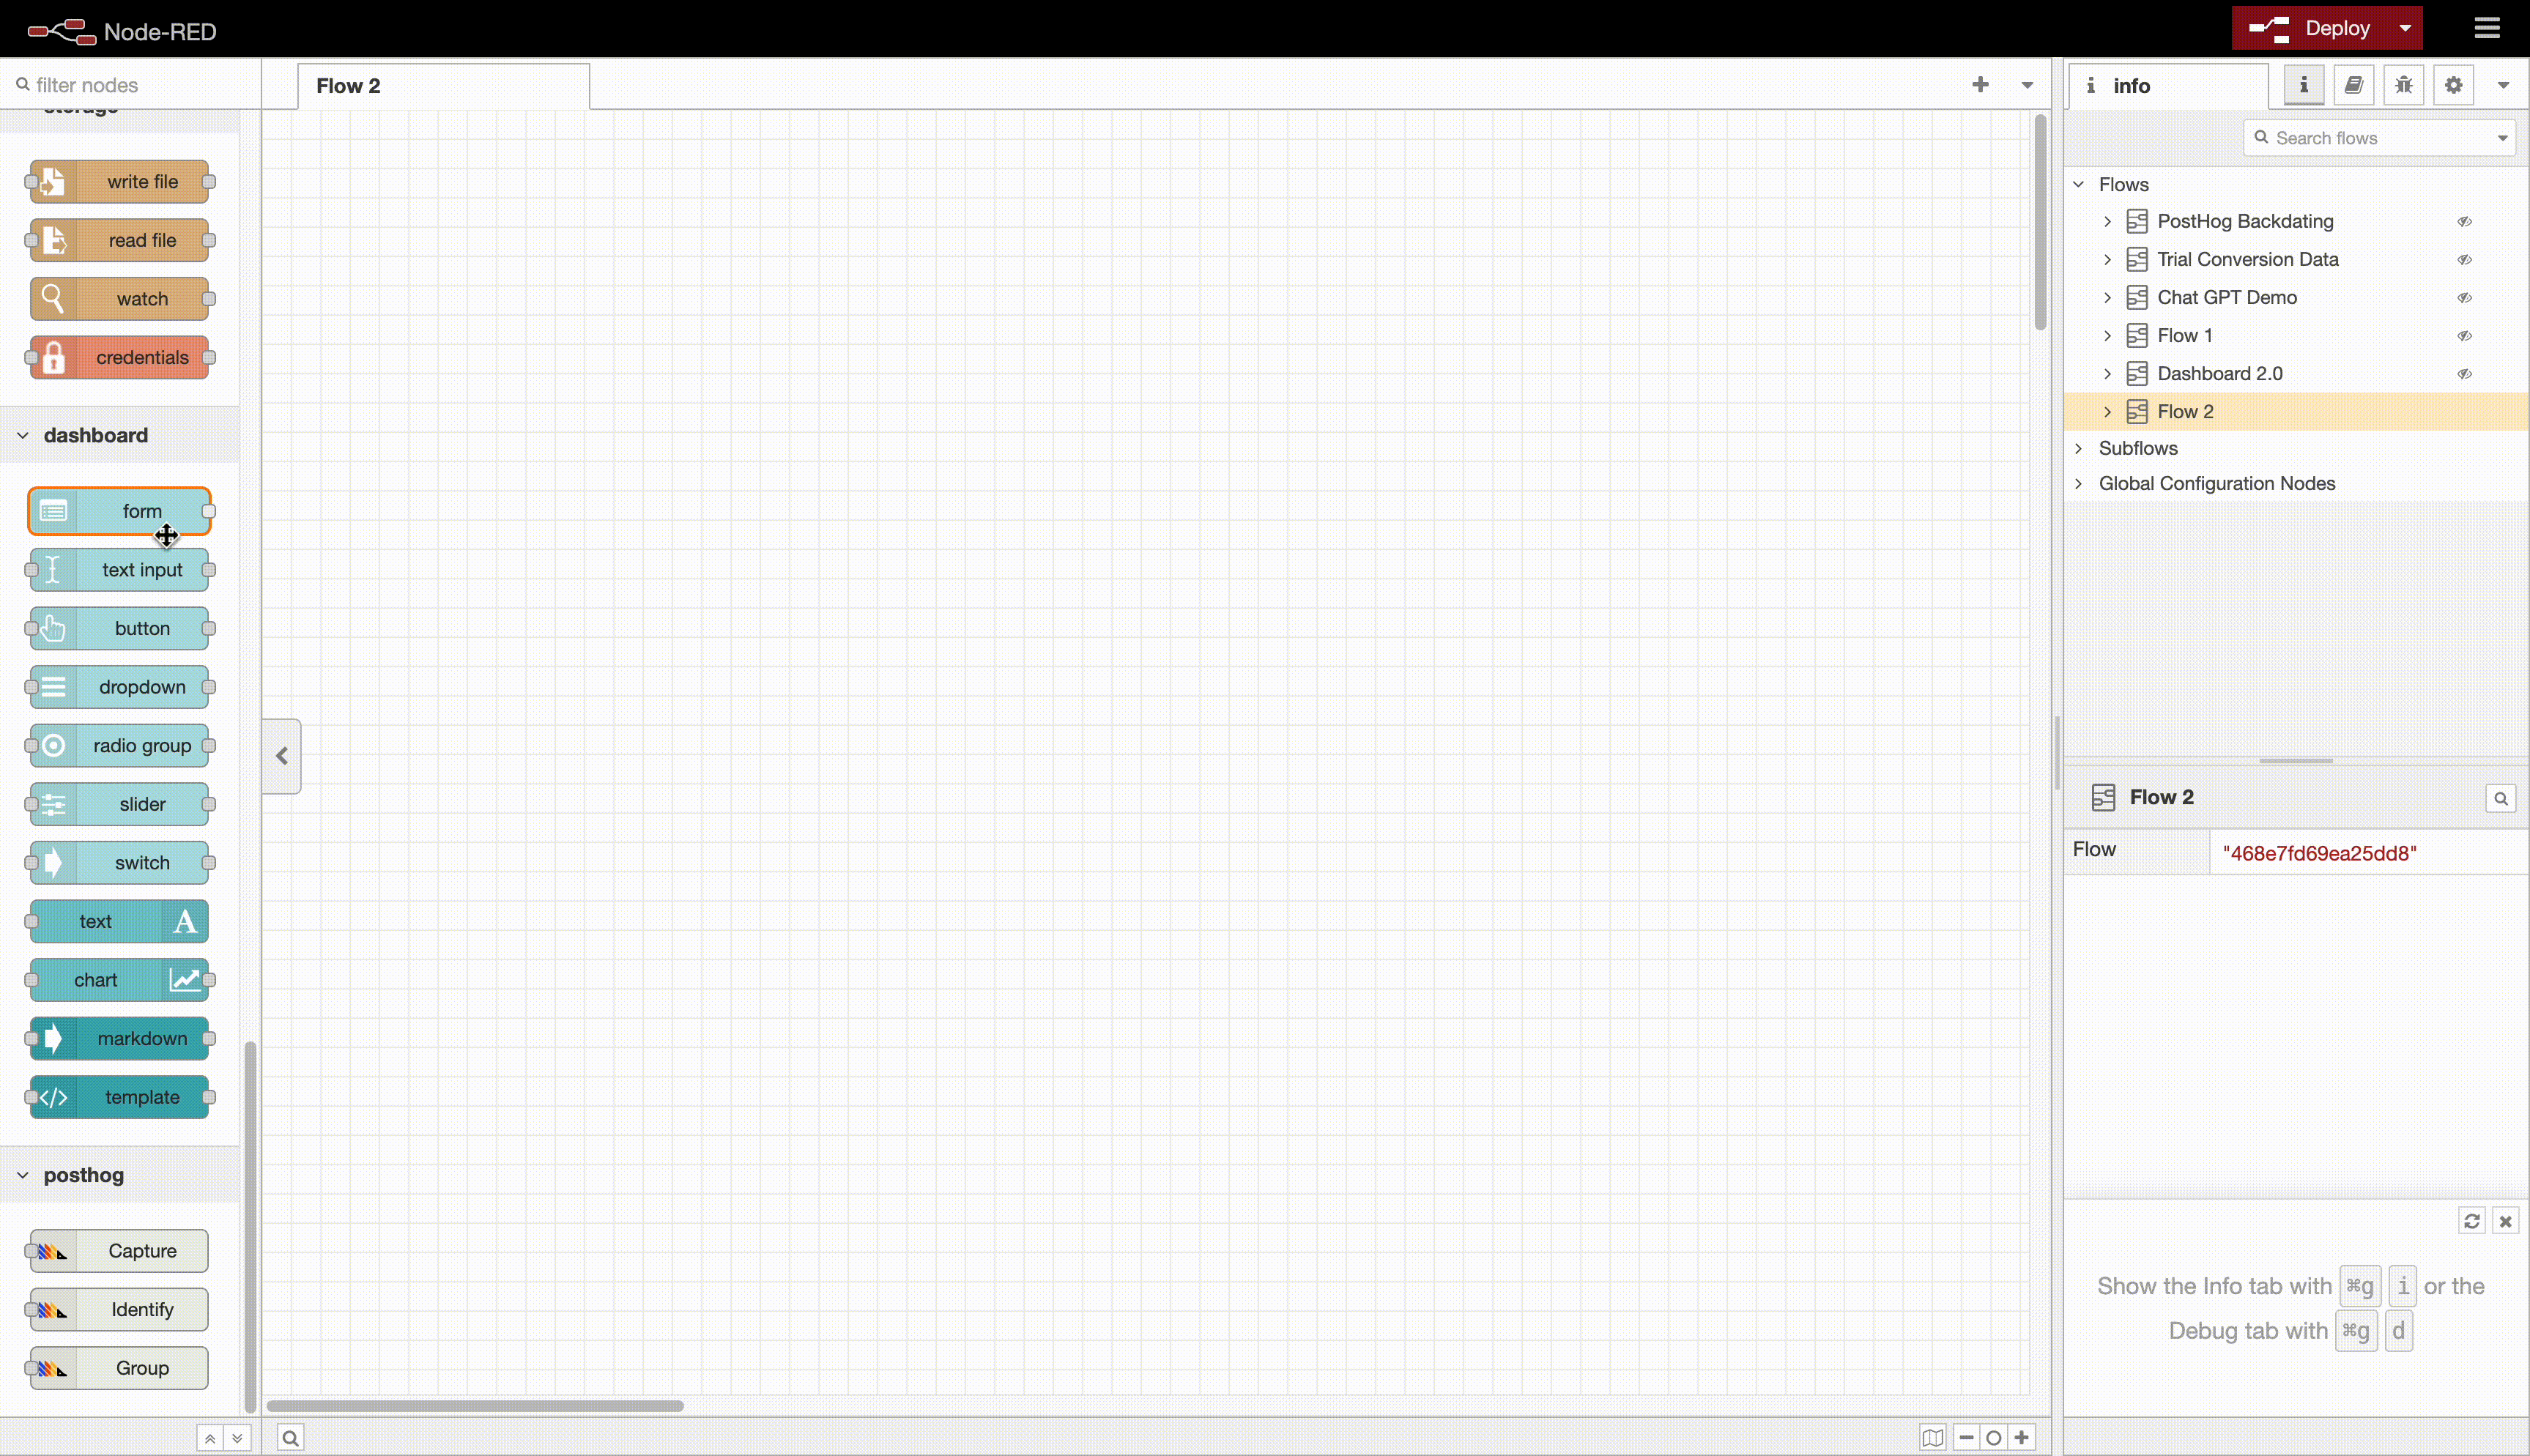 Node-RED
Deploy
filter nodes
Flow 2
info
storage
write file
read file
watch
credentials
dashboard
form
text input
button
dropdown
radio group
slider
switch
text
chart
markdown
template
posthog
Capture
Identify
Group
Search flows
Flows
PostHog Backdating
Trial Conversion Data
Chat GPT Demo
Flow 1
Dashboard 2.0
Flow 2
Subflows
Global Configuration Nodes
Flow 2
Flow "468e7fd69ea25dd8"
Show the Info tab with ⌘g i or the
Debug tab with ⌘g d